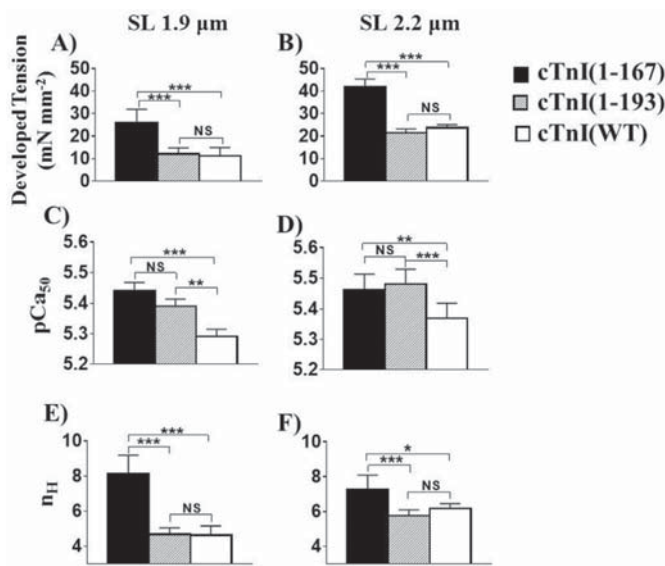 SL 1.9 µm
SL 2.2 µm
A)
B)
Developed Tension
(mN mm⁻²)
50
40
30
20
10
0
***
***
NS
50
40
30
20
10
0
***
***
NS
cTnI(1-167)
cTnI(1-193)
cTnI(WT)
C)
D)
pCa₅₀
5.6
5.5
5.4
5.3
5.2
***
NS
**
5.6
5.5
5.4
5.3
5.2
**
NS
***
E)
F)
n_H
10
8
6
4
***
***
NS
10
8
6
4
*
***
NS